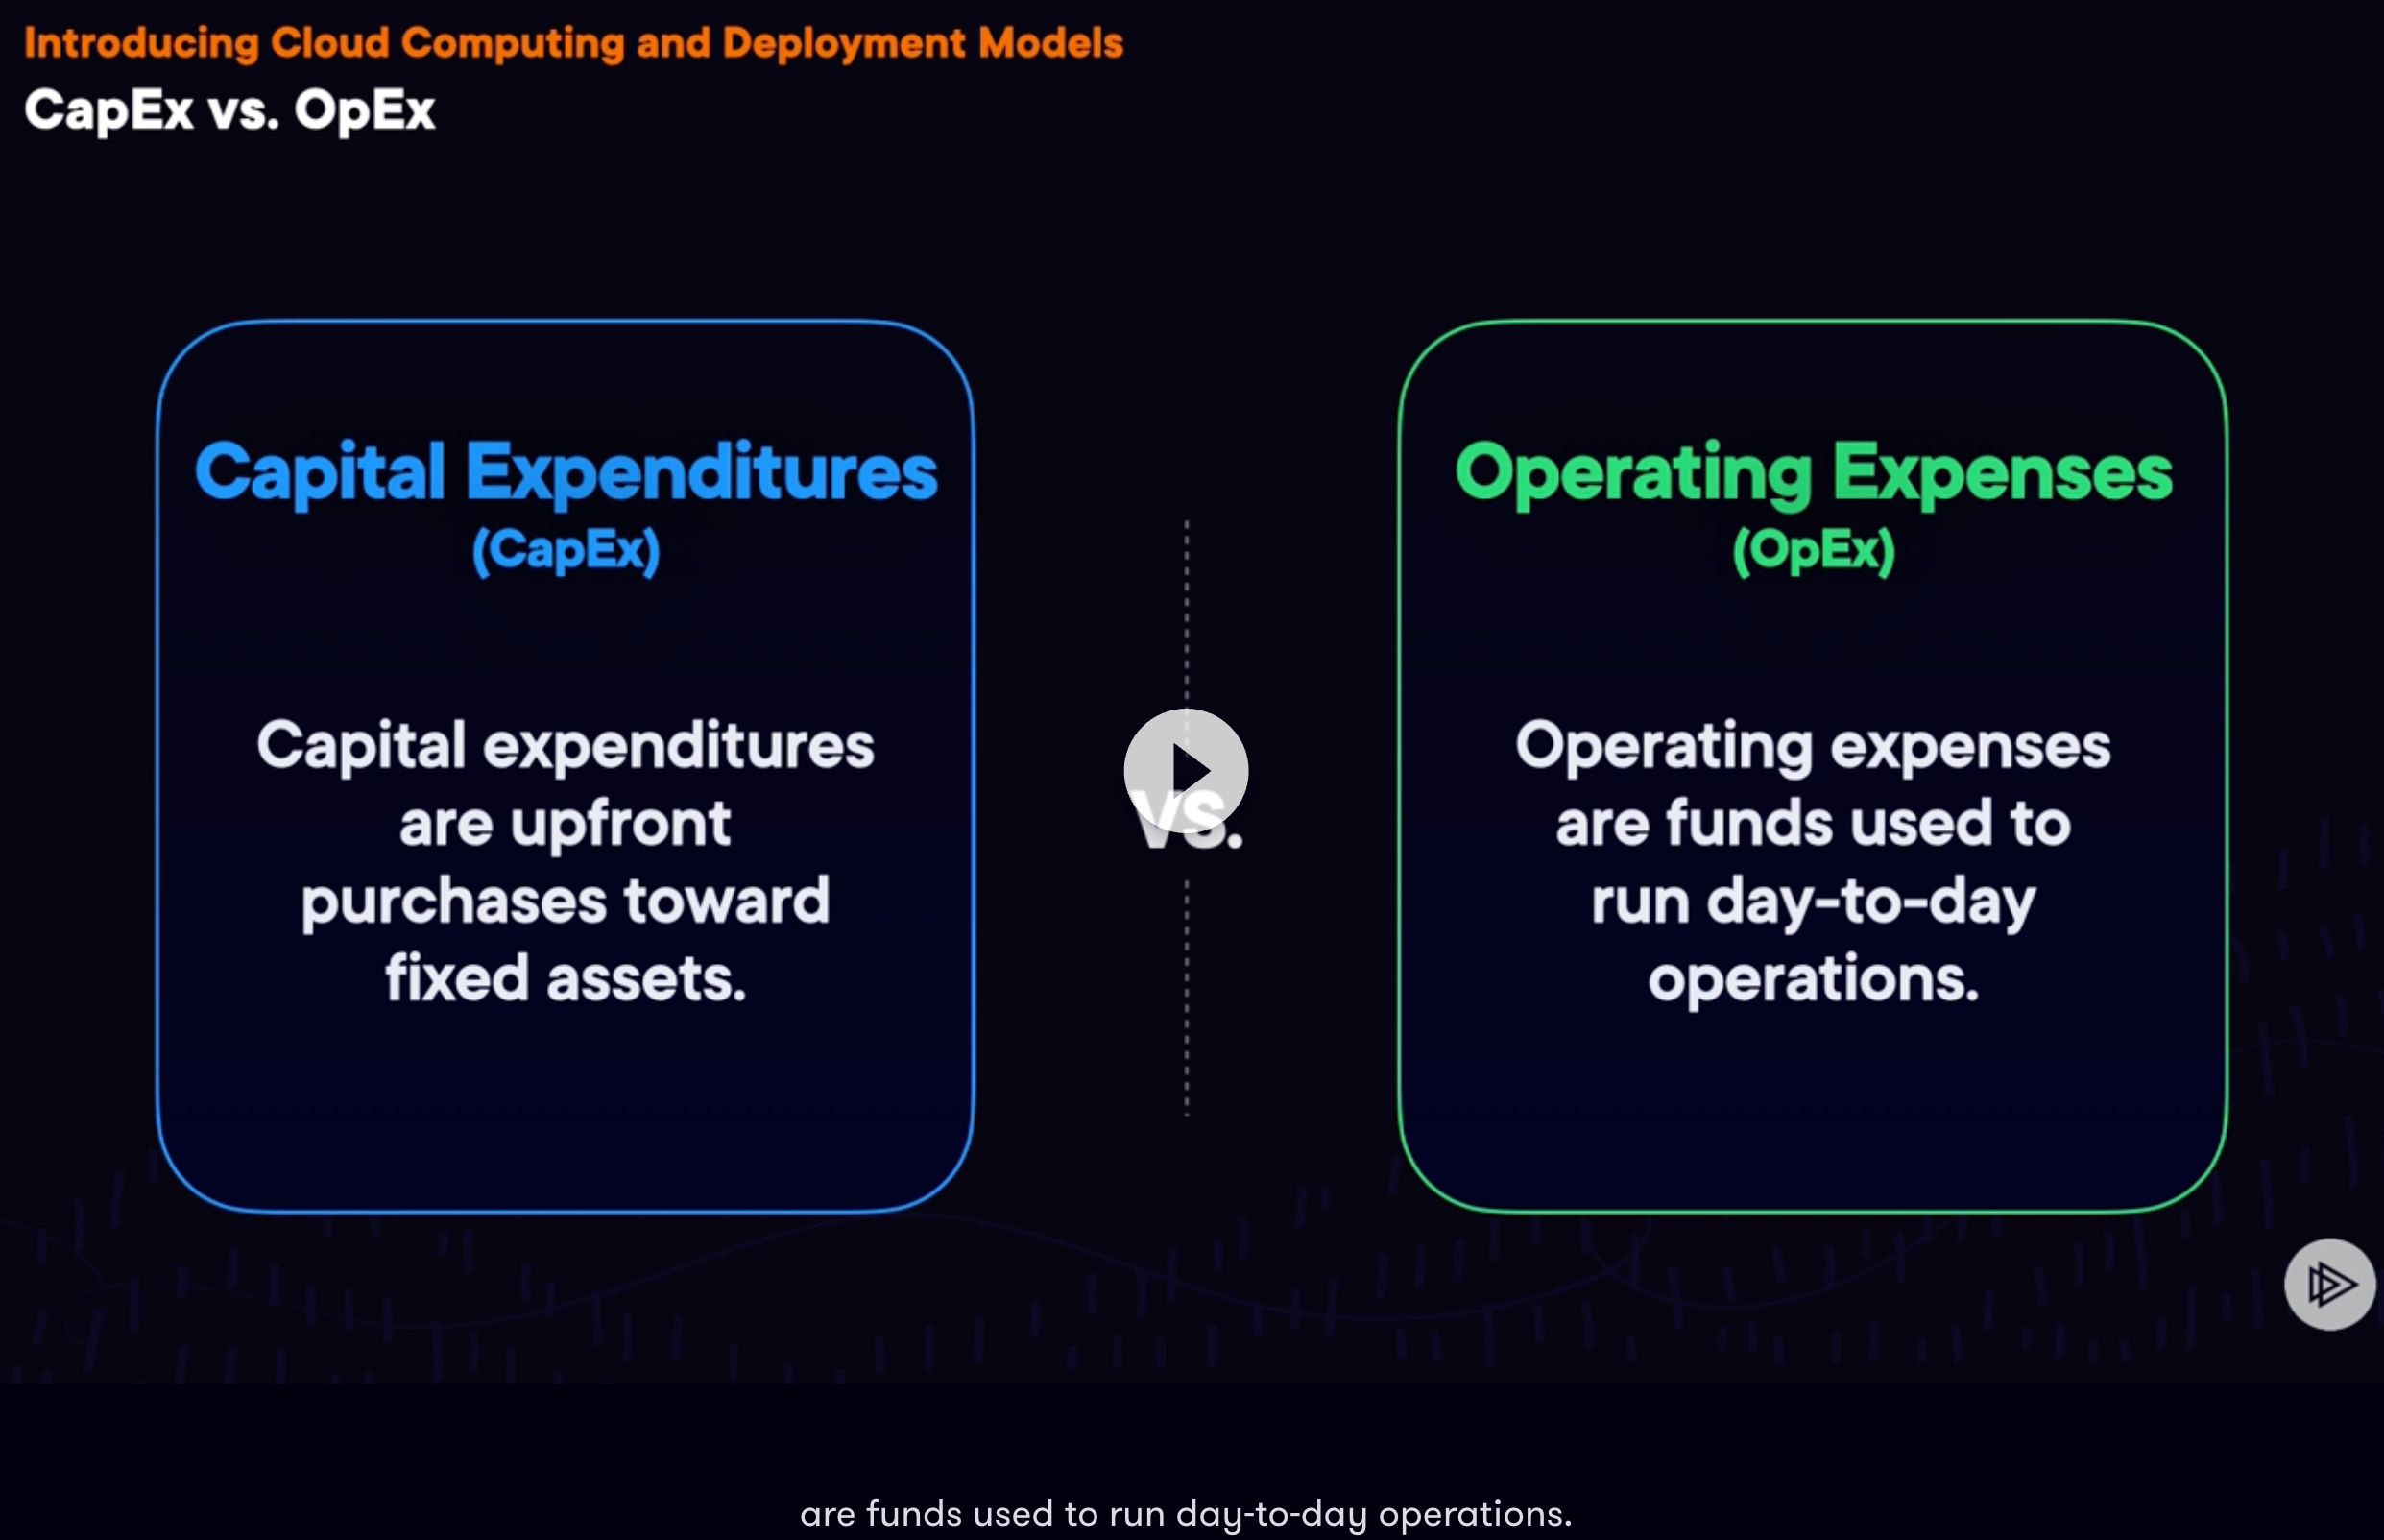 Introducing Cloud Computing and Deployment Models
CapEx vs. OpEx
Capital Expenditures
(CapEx)
Capital expenditures
are upfront
purchases toward
fixed assets.
vs.
Operating Expenses
(OpEx)
Operating expenses
are funds used to
run day-to-day
operations.
are funds used to run day-to-day operations.